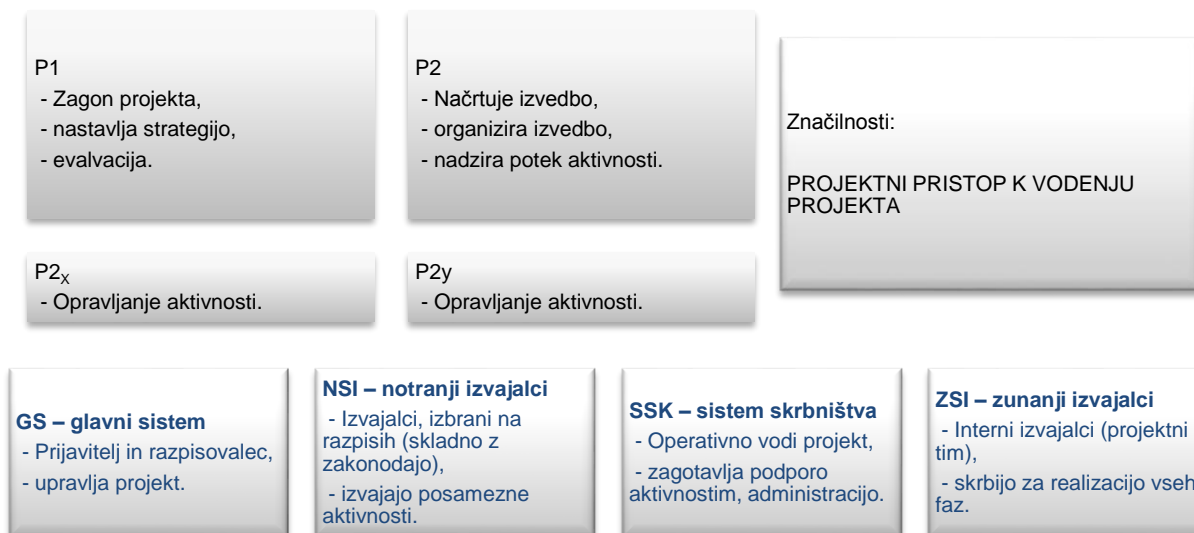 P1
- Zagon projekta,
- nastavlja strategijo,
- evalvacija.
P2
- Načrtuje izvedbo,
- organizira izvedbo,
- nadzira potek aktivnosti.
Značilnosti:
PROJEKTNI PRISTOP K VODENJU
PROJEKTA
P2x
- Opravljanje aktivnosti.
P2y
- Opravljanje aktivnosti.
GS – glavni sistem
- Prijavitelj in razpisovalec,
- upravlja projekt.
NSI – notranji izvajalci
- Izvajalci, izbrani na
razpisih (skladno z
zakonodajo),
- izvajajo posamezne
aktivnosti.
SSK – sistem skrbništva
- Operativno vodi projekt,
- zagotavlja podporo
aktivnostim, administracijo.
ZSI – zunanji izvajalci
- Interni izvajalci (projektni
tim),
- skrbijo za realizacijo vseh
faz.